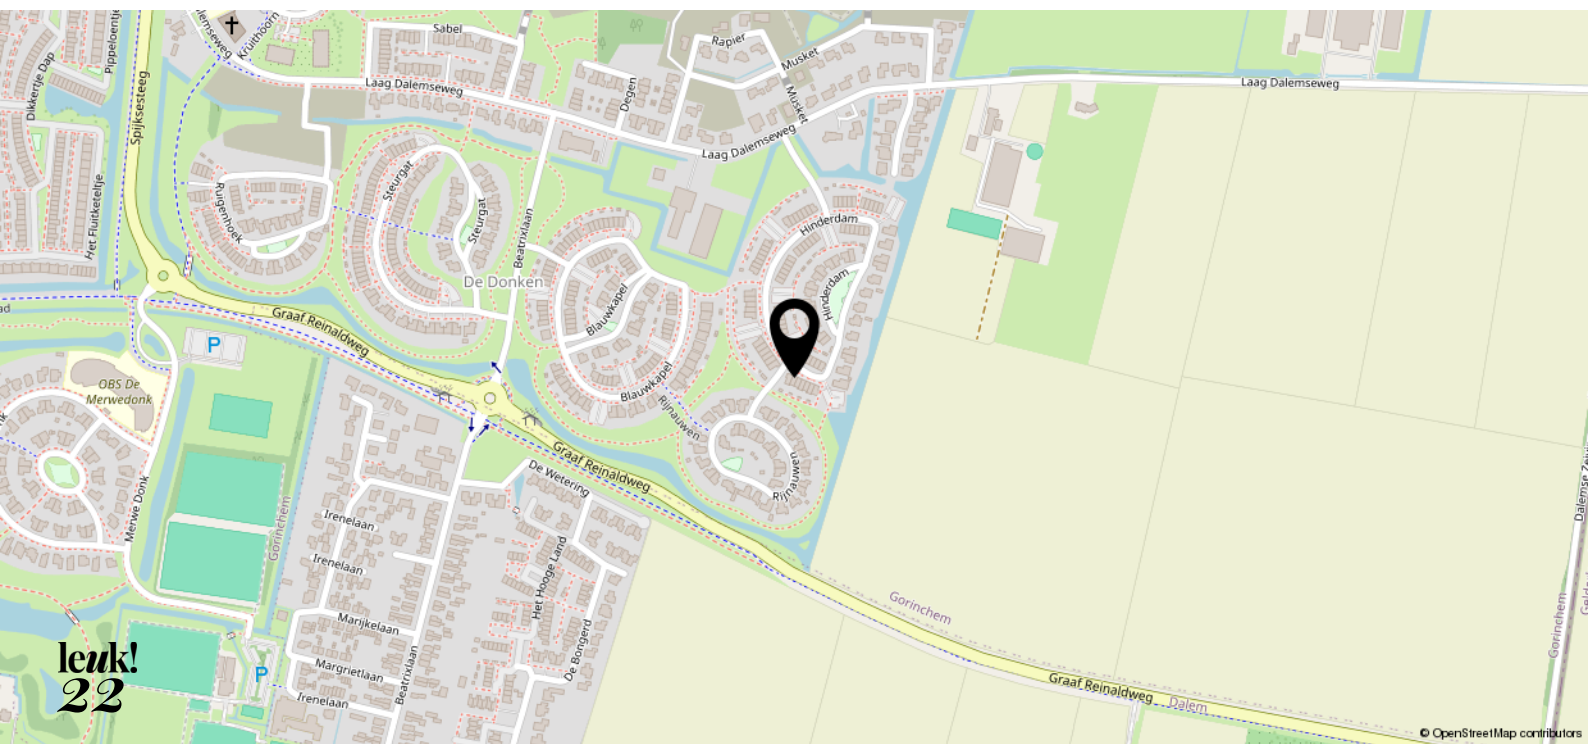 Sabel
Kruithoorn
Dalemseweg
Pippeloentje
Rapier
Musket
Dikkertje Dap
Spijksesteeg
Laag Dalemseweg
Degen
Musket
Laag Dalemseweg
Laag Dalemseweg
Steurgat
Ruigenhoek
Het Fluitketeltje
Steurgat
Beatrixlaan
Hinderdam
De Donken
Hinderdam
Blauwkapel
Graaf Reinaldweg
P
OBS De
Merwedonk
Blauwkapel
Rijnauwen
Graaf Reinaldweg
De Wetering
Rijnauwen
Merwe Donk
Gorinchem
Irenelaan
Irenelaan
Het Hooge Land
Marijkelaan
Gorinchem
Gorinchem
De Bongerd
Margrietlaan
Beatrixlaan
P
Irenelaan
Graaf Reinaldweg
Dalem
leuk!
22
© OpenStreetMap contributors